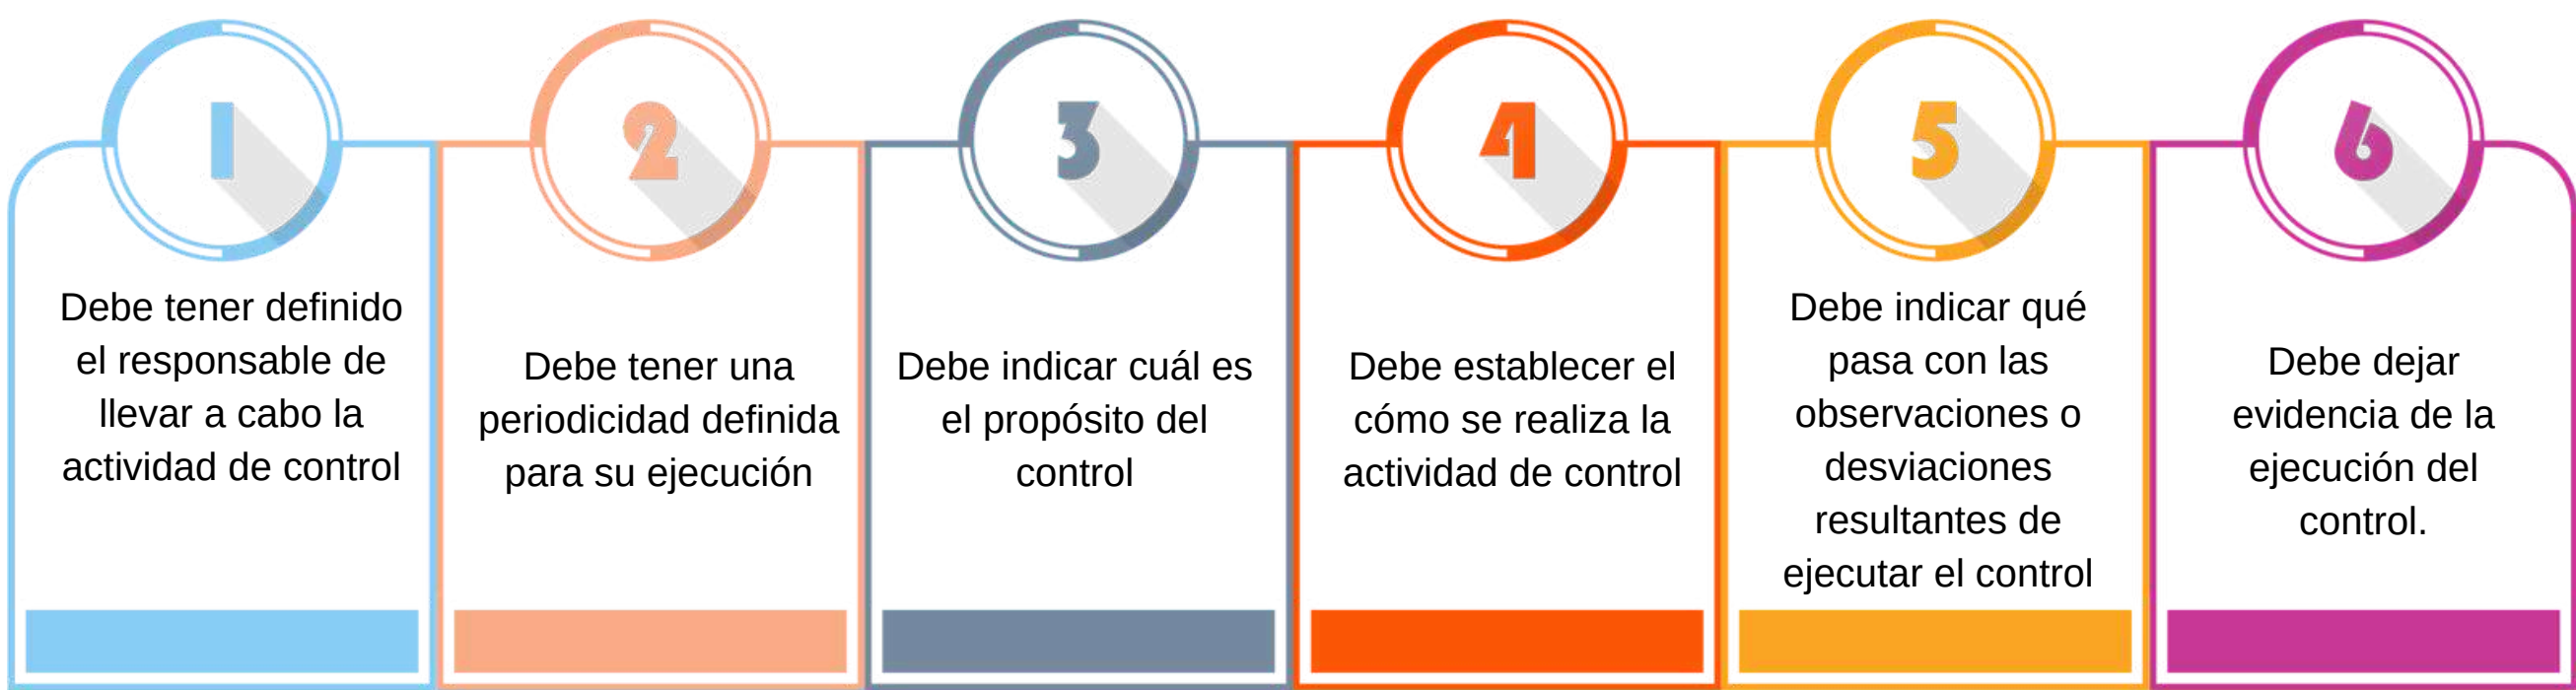 1
Debe tener definido
el responsable de
llevar a cabo la
actividad de control
2
Debe tener una
periodicidad definida
para su ejecución
3
Debe indicar cuál es
el propósito del
control
4
Debe establecer el
cómo se realiza la
actividad de control
5
Debe indicar qué
pasa con las
observaciones o
desviaciones
resultantes de
ejecutar el control
6
Debe dejar
evidencia de la
ejecución del
control.